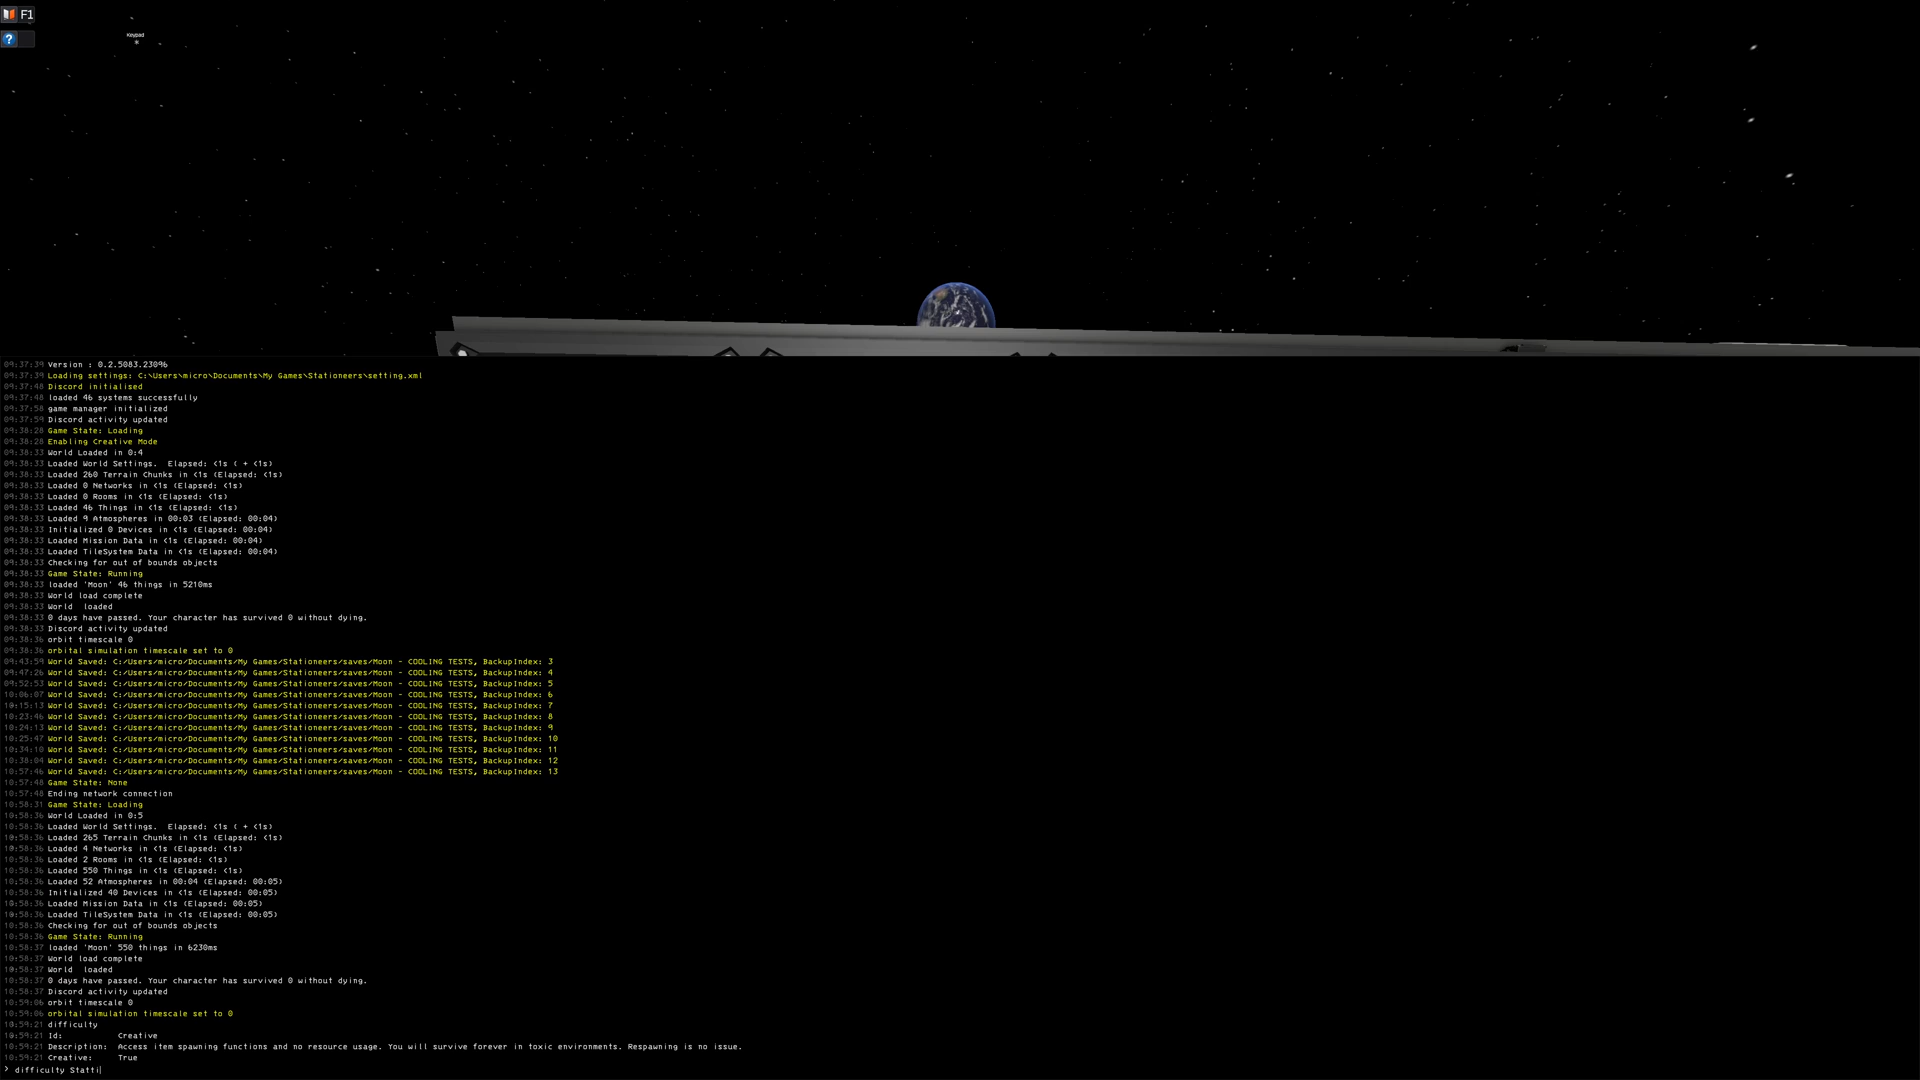 F1
?
Keypad
*
09:37:39 Version : 0.2.5083.23096
09:37:39 Loading settings: C:\Users\micro\Documents\My Games\Stationeers\setting.xml
09:37:48 Discord initialised
09:37:48 loaded 46 systems successfully
09:37:58 game manager initialized
09:37:59 Discord activity updated
09:38:28 Game State: Loading
09:38:28 Enabling Creative Mode
09:38:33 World Loaded in 0:4
09:38:33 Loaded World Settings.  Elapsed: <1s ( + <1s)
09:38:33 Loaded 260 Terrain Chunks in <1s (Elapsed: <1s)
09:38:33 Loaded 0 Networks in <1s (Elapsed: <1s)
09:38:33 Loaded 0 Rooms in <1s (Elapsed: <1s)
09:38:33 Loaded 46 Things in <1s (Elapsed: <1s)
09:38:33 Loaded 9 Atmospheres in 00:03 (Elapsed: 00:04)
09:38:33 Initialized 0 Devices in <1s (Elapsed: 00:04)
09:38:33 Loaded Mission Data in <1s (Elapsed: 00:04)
09:38:33 Loaded TileSystem Data in <1s (Elapsed: 00:04)
09:38:33 Checking for out of bounds objects
09:38:33 Game State: Running
09:38:33 loaded 'Moon' 46 things in 5210ms
09:38:33 World load complete
09:38:33 World  loaded
09:38:33 0 days have passed. Your character has survived 0 without dying.
09:38:33 Discord activity updated
09:38:36 orbit timescale 0
09:38:36 orbital simulation timescale set to 0
09:43:59 World Saved: C:/Users/micro/Documents/My Games/Stationeers/saves/Moon - COOLING TESTS, BackupIndex: 3
09:47:26 World Saved: C:/Users/micro/Documents/My Games/Stationeers/saves/Moon - COOLING TESTS, BackupIndex: 4
09:52:53 World Saved: C:/Users/micro/Documents/My Games/Stationeers/saves/Moon - COOLING TESTS, BackupIndex: 5
10:06:07 World Saved: C:/Users/micro/Documents/My Games/Stationeers/saves/Moon - COOLING TESTS, BackupIndex: 6
10:15:13 World Saved: C:/Users/micro/Documents/My Games/Stationeers/saves/Moon - COOLING TESTS, BackupIndex: 7
10:23:46 World Saved: C:/Users/micro/Documents/My Games/Stationeers/saves/Moon - COOLING TESTS, BackupIndex: 8
10:24:13 World Saved: C:/Users/micro/Documents/My Games/Stationeers/saves/Moon - COOLING TESTS, BackupIndex: 9
10:25:47 World Saved: C:/Users/micro/Documents/My Games/Stationeers/saves/Moon - COOLING TESTS, BackupIndex: 10
10:34:10 World Saved: C:/Users/micro/Documents/My Games/Stationeers/saves/Moon - COOLING TESTS, BackupIndex: 11
10:38:04 World Saved: C:/Users/micro/Documents/My Games/Stationeers/saves/Moon - COOLING TESTS, BackupIndex: 12
10:57:46 World Saved: C:/Users/micro/Documents/My Games/Stationeers/saves/Moon - COOLING TESTS, BackupIndex: 13
10:57:48 Game State: None
10:57:48 Ending network connection
10:58:31 Game State: Loading
10:58:36 World Loaded in 0:5
10:58:36 Loaded World Settings.  Elapsed: <1s ( + <1s)
10:58:36 Loaded 265 Terrain Chunks in <1s (Elapsed: <1s)
10:58:36 Loaded 4 Networks in <1s (Elapsed: <1s)
10:58:36 Loaded 2 Rooms in <1s (Elapsed: <1s)
10:58:36 Loaded 550 Things in <1s (Elapsed: <1s)
10:58:36 Loaded 52 Atmospheres in 00:04 (Elapsed: 00:05)
10:58:36 Initialized 40 Devices in <1s (Elapsed: 00:05)
10:58:36 Loaded Mission Data in <1s (Elapsed: 00:05)
10:58:36 Loaded TileSystem Data in <1s (Elapsed: 00:05)
10:58:36 Checking for out of bounds objects
10:58:36 Game State: Running
10:58:37 loaded 'Moon' 550 things in 6230ms
10:58:37 World load complete
10:58:37 World  loaded
10:58:37 0 days have passed. Your character has survived 0 without dying.
10:58:37 Discord activity updated
10:59:06 orbit timescale 0
10:59:06 orbital simulation timescale set to 0
10:59:21 difficulty
10:59:21 Id:           Creative
10:59:21 Description:  Access item spawning functions and no resource usage. You will survive forever in toxic environments. Respawning is no issue.
10:59:21 Creative:     True
> difficulty Statti